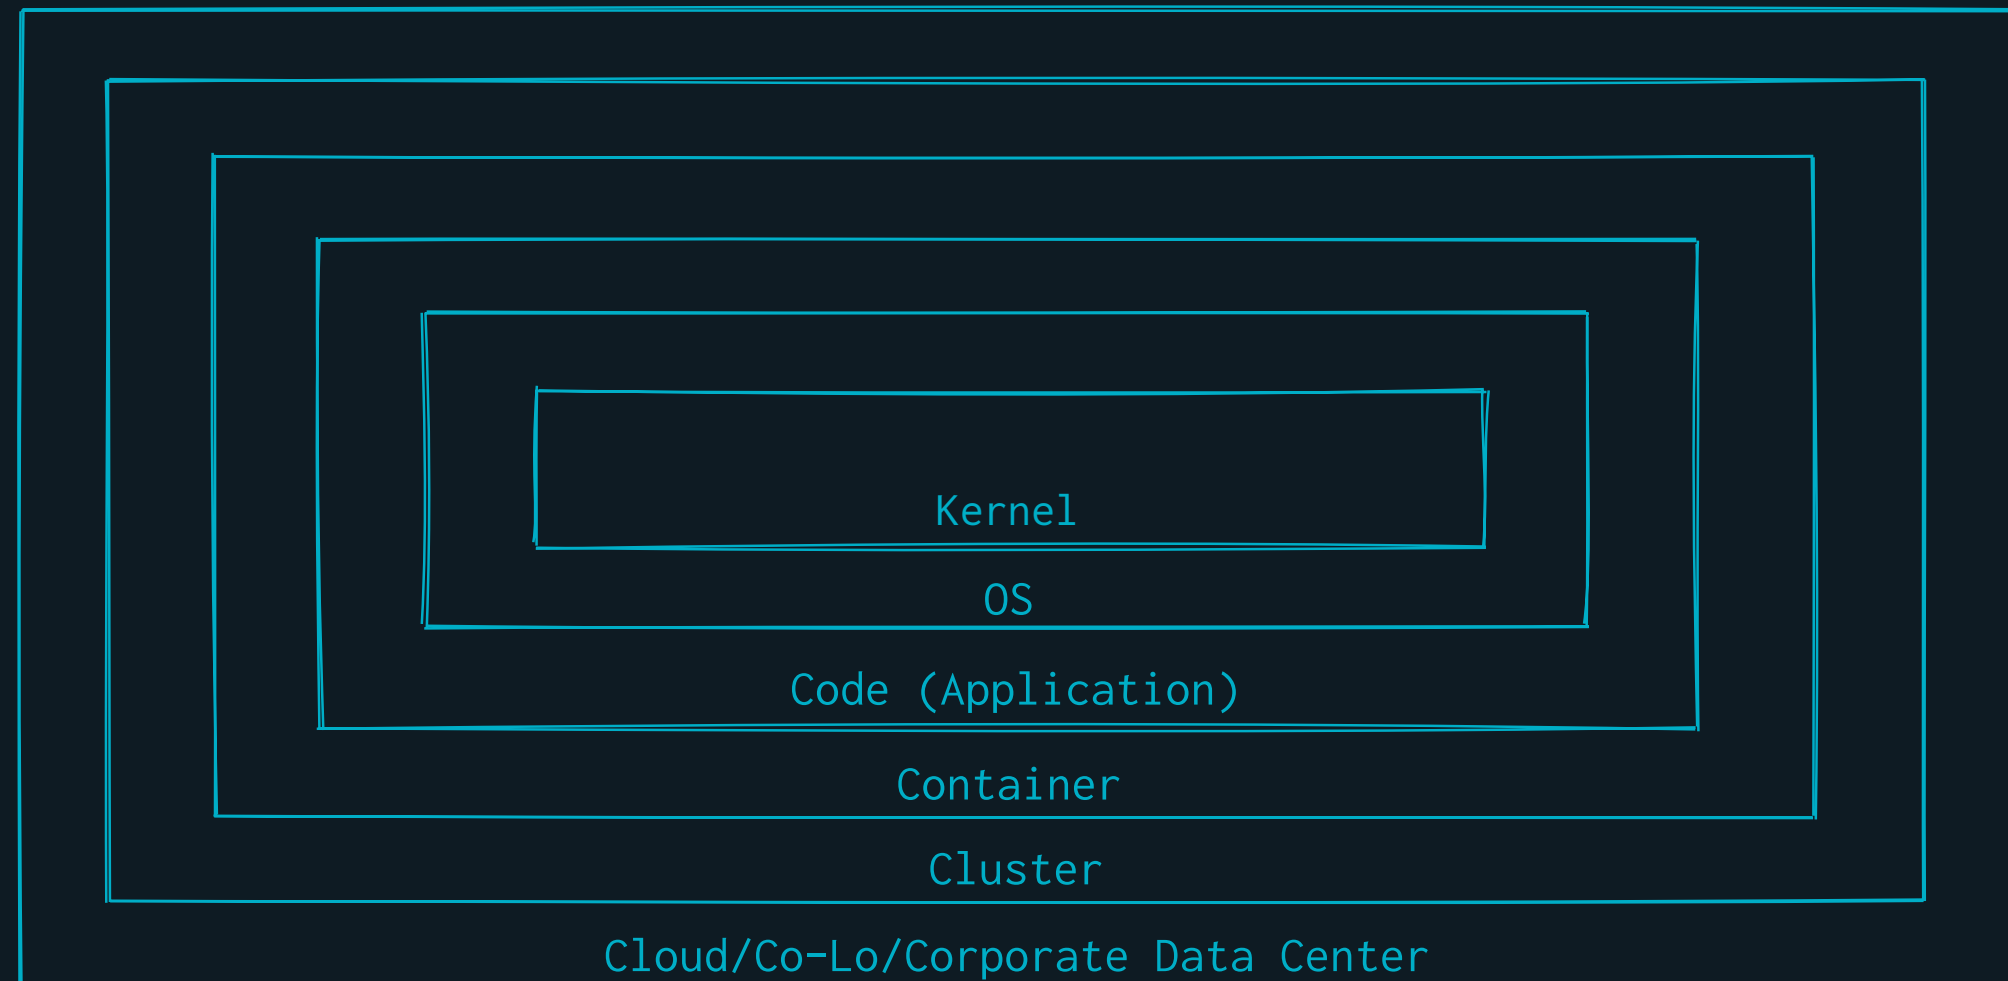 Kernel
OS
Code (Application)
Container
Cluster
Cloud/Co-Lo/Corporate Data Center